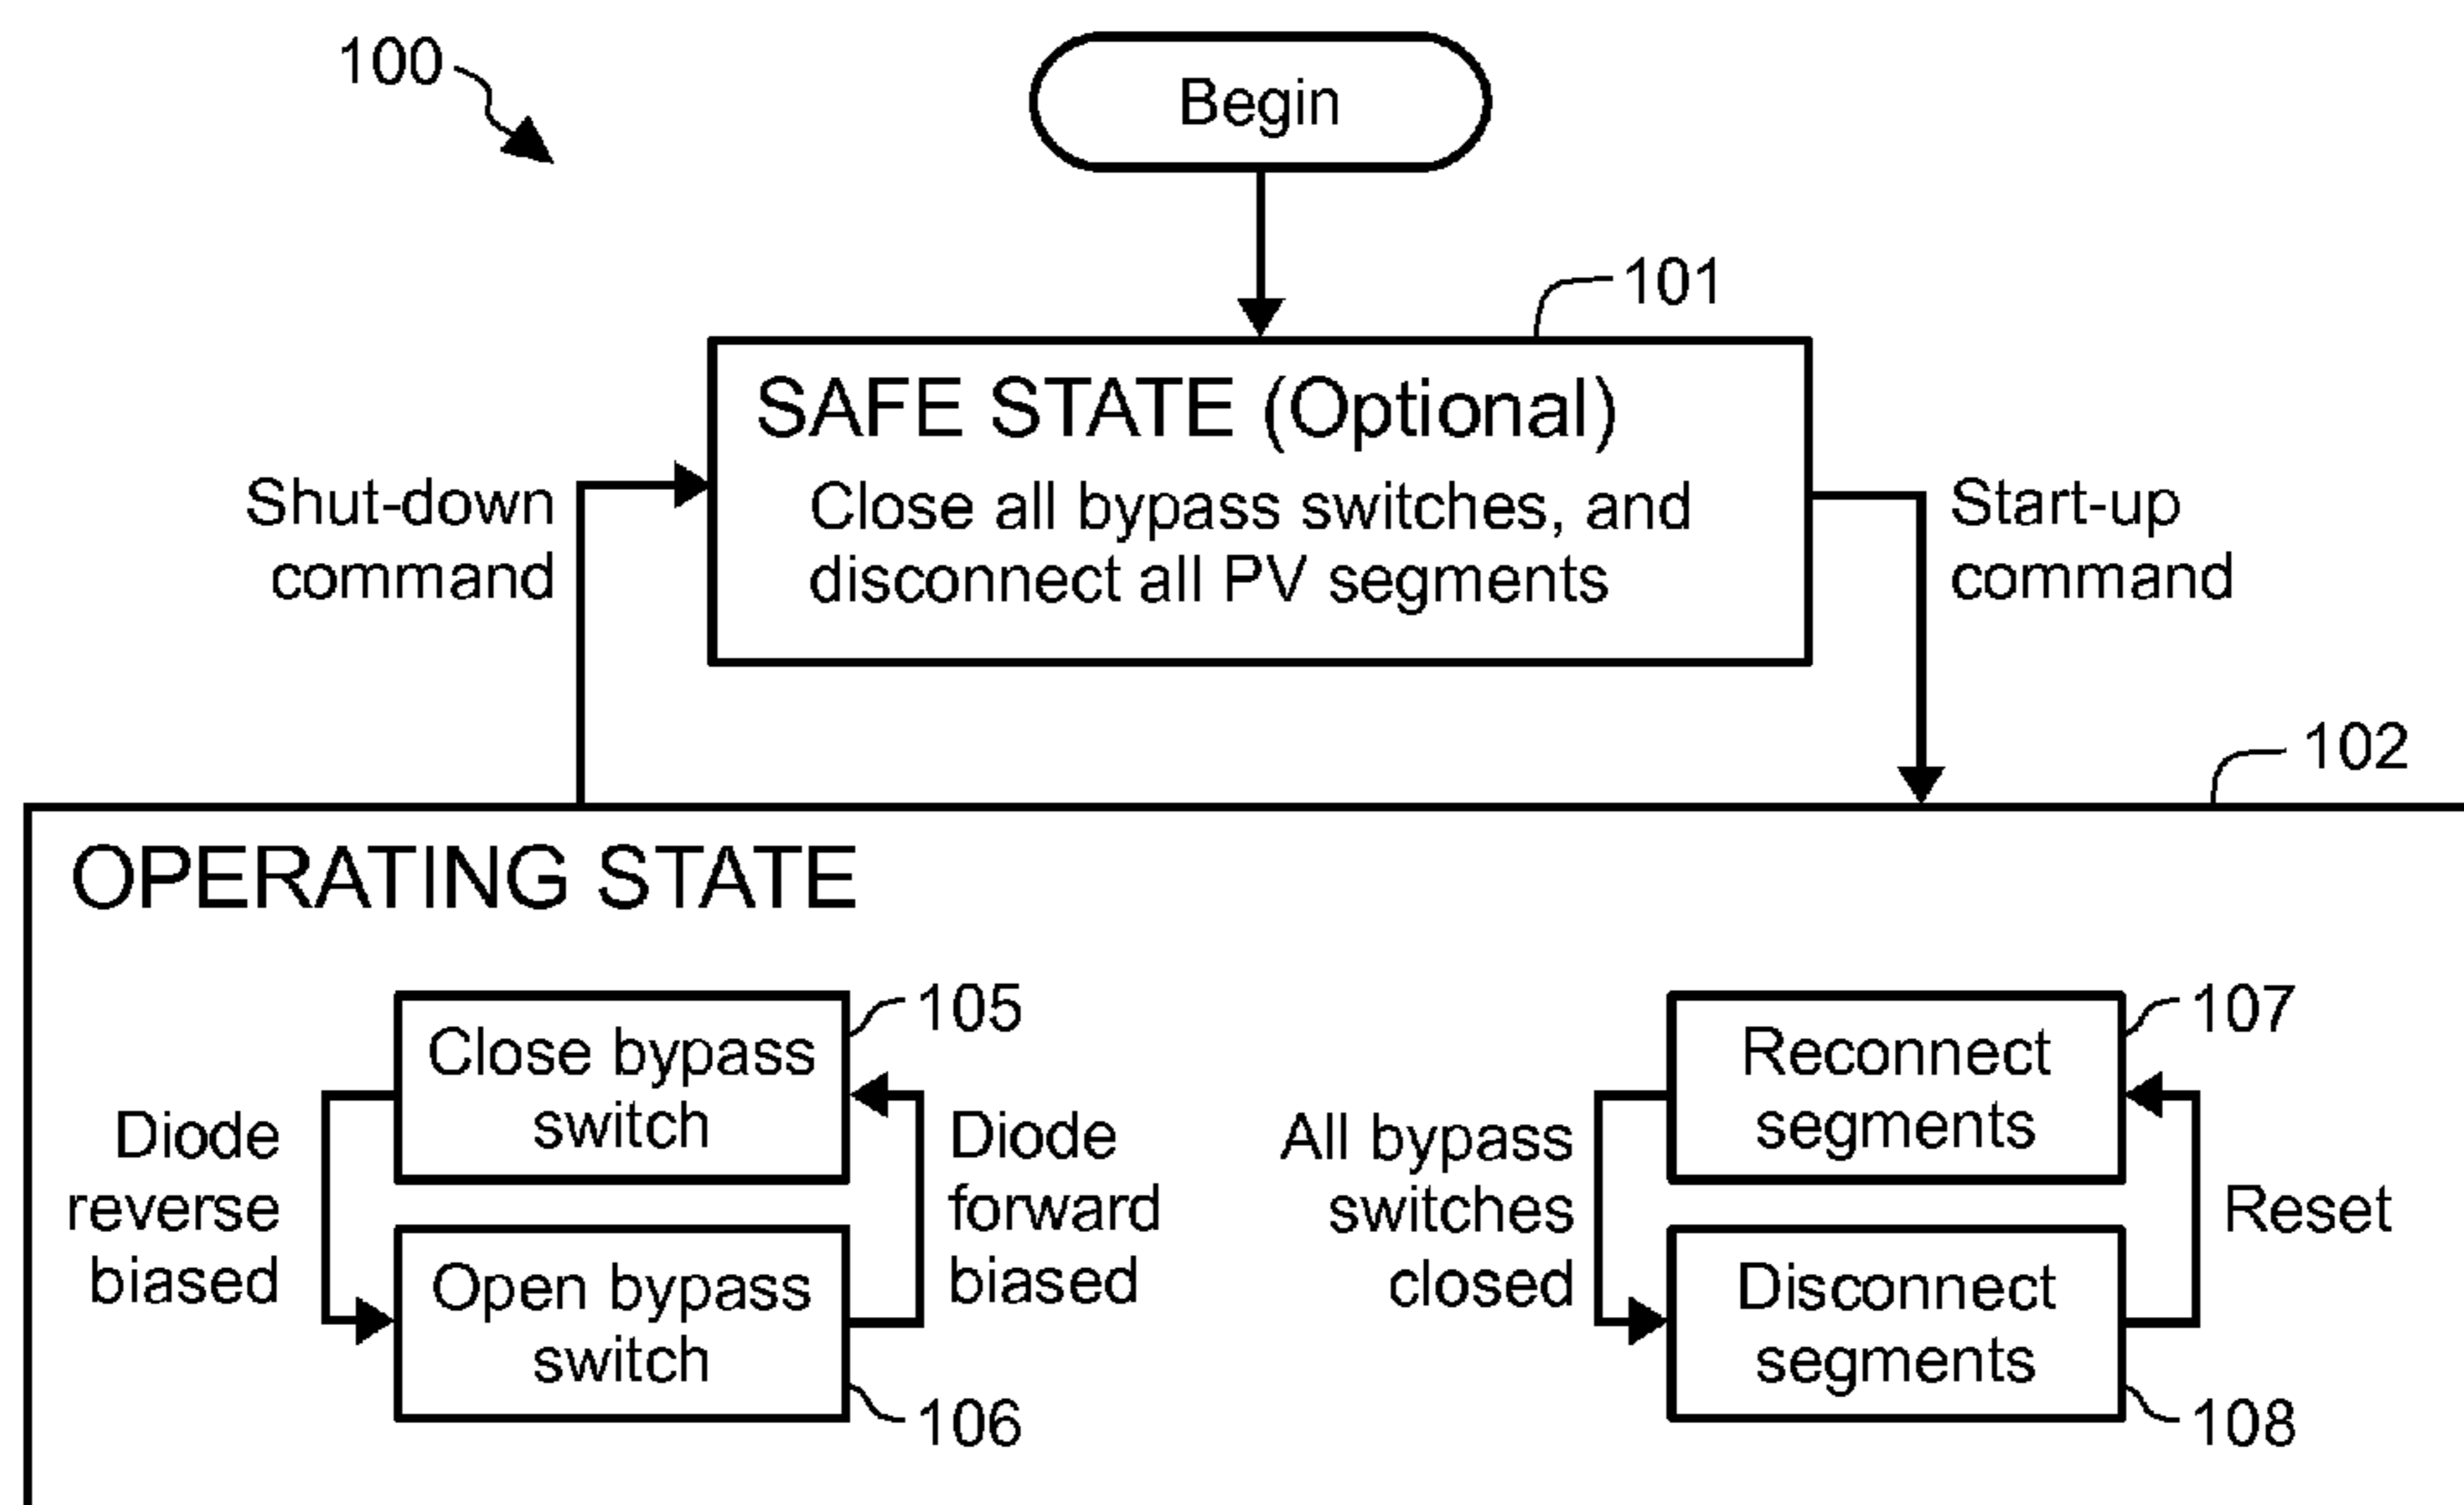 100
Begin
101
SAFE STATE (Optional)
Close all bypass switches, and
disconnect all PV segments
Shut-down
command
Start-up
command
102
OPERATING STATE
105
Close bypass
switch
Diode
reverse
biased
Diode
forward
biased
Open bypass
switch
106
107
Reconnect
segments
All bypass
switches
closed
Reset
Disconnect
segments
108